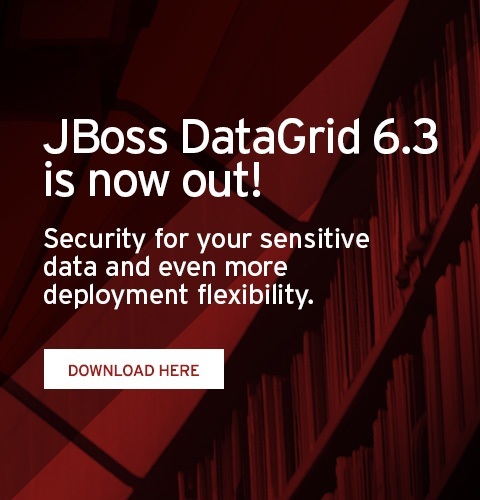 JBoss DataGrid 6.3
is now out!
Security for your sensitive
data and even more
deployment flexibility.
DOWNLOAD HERE